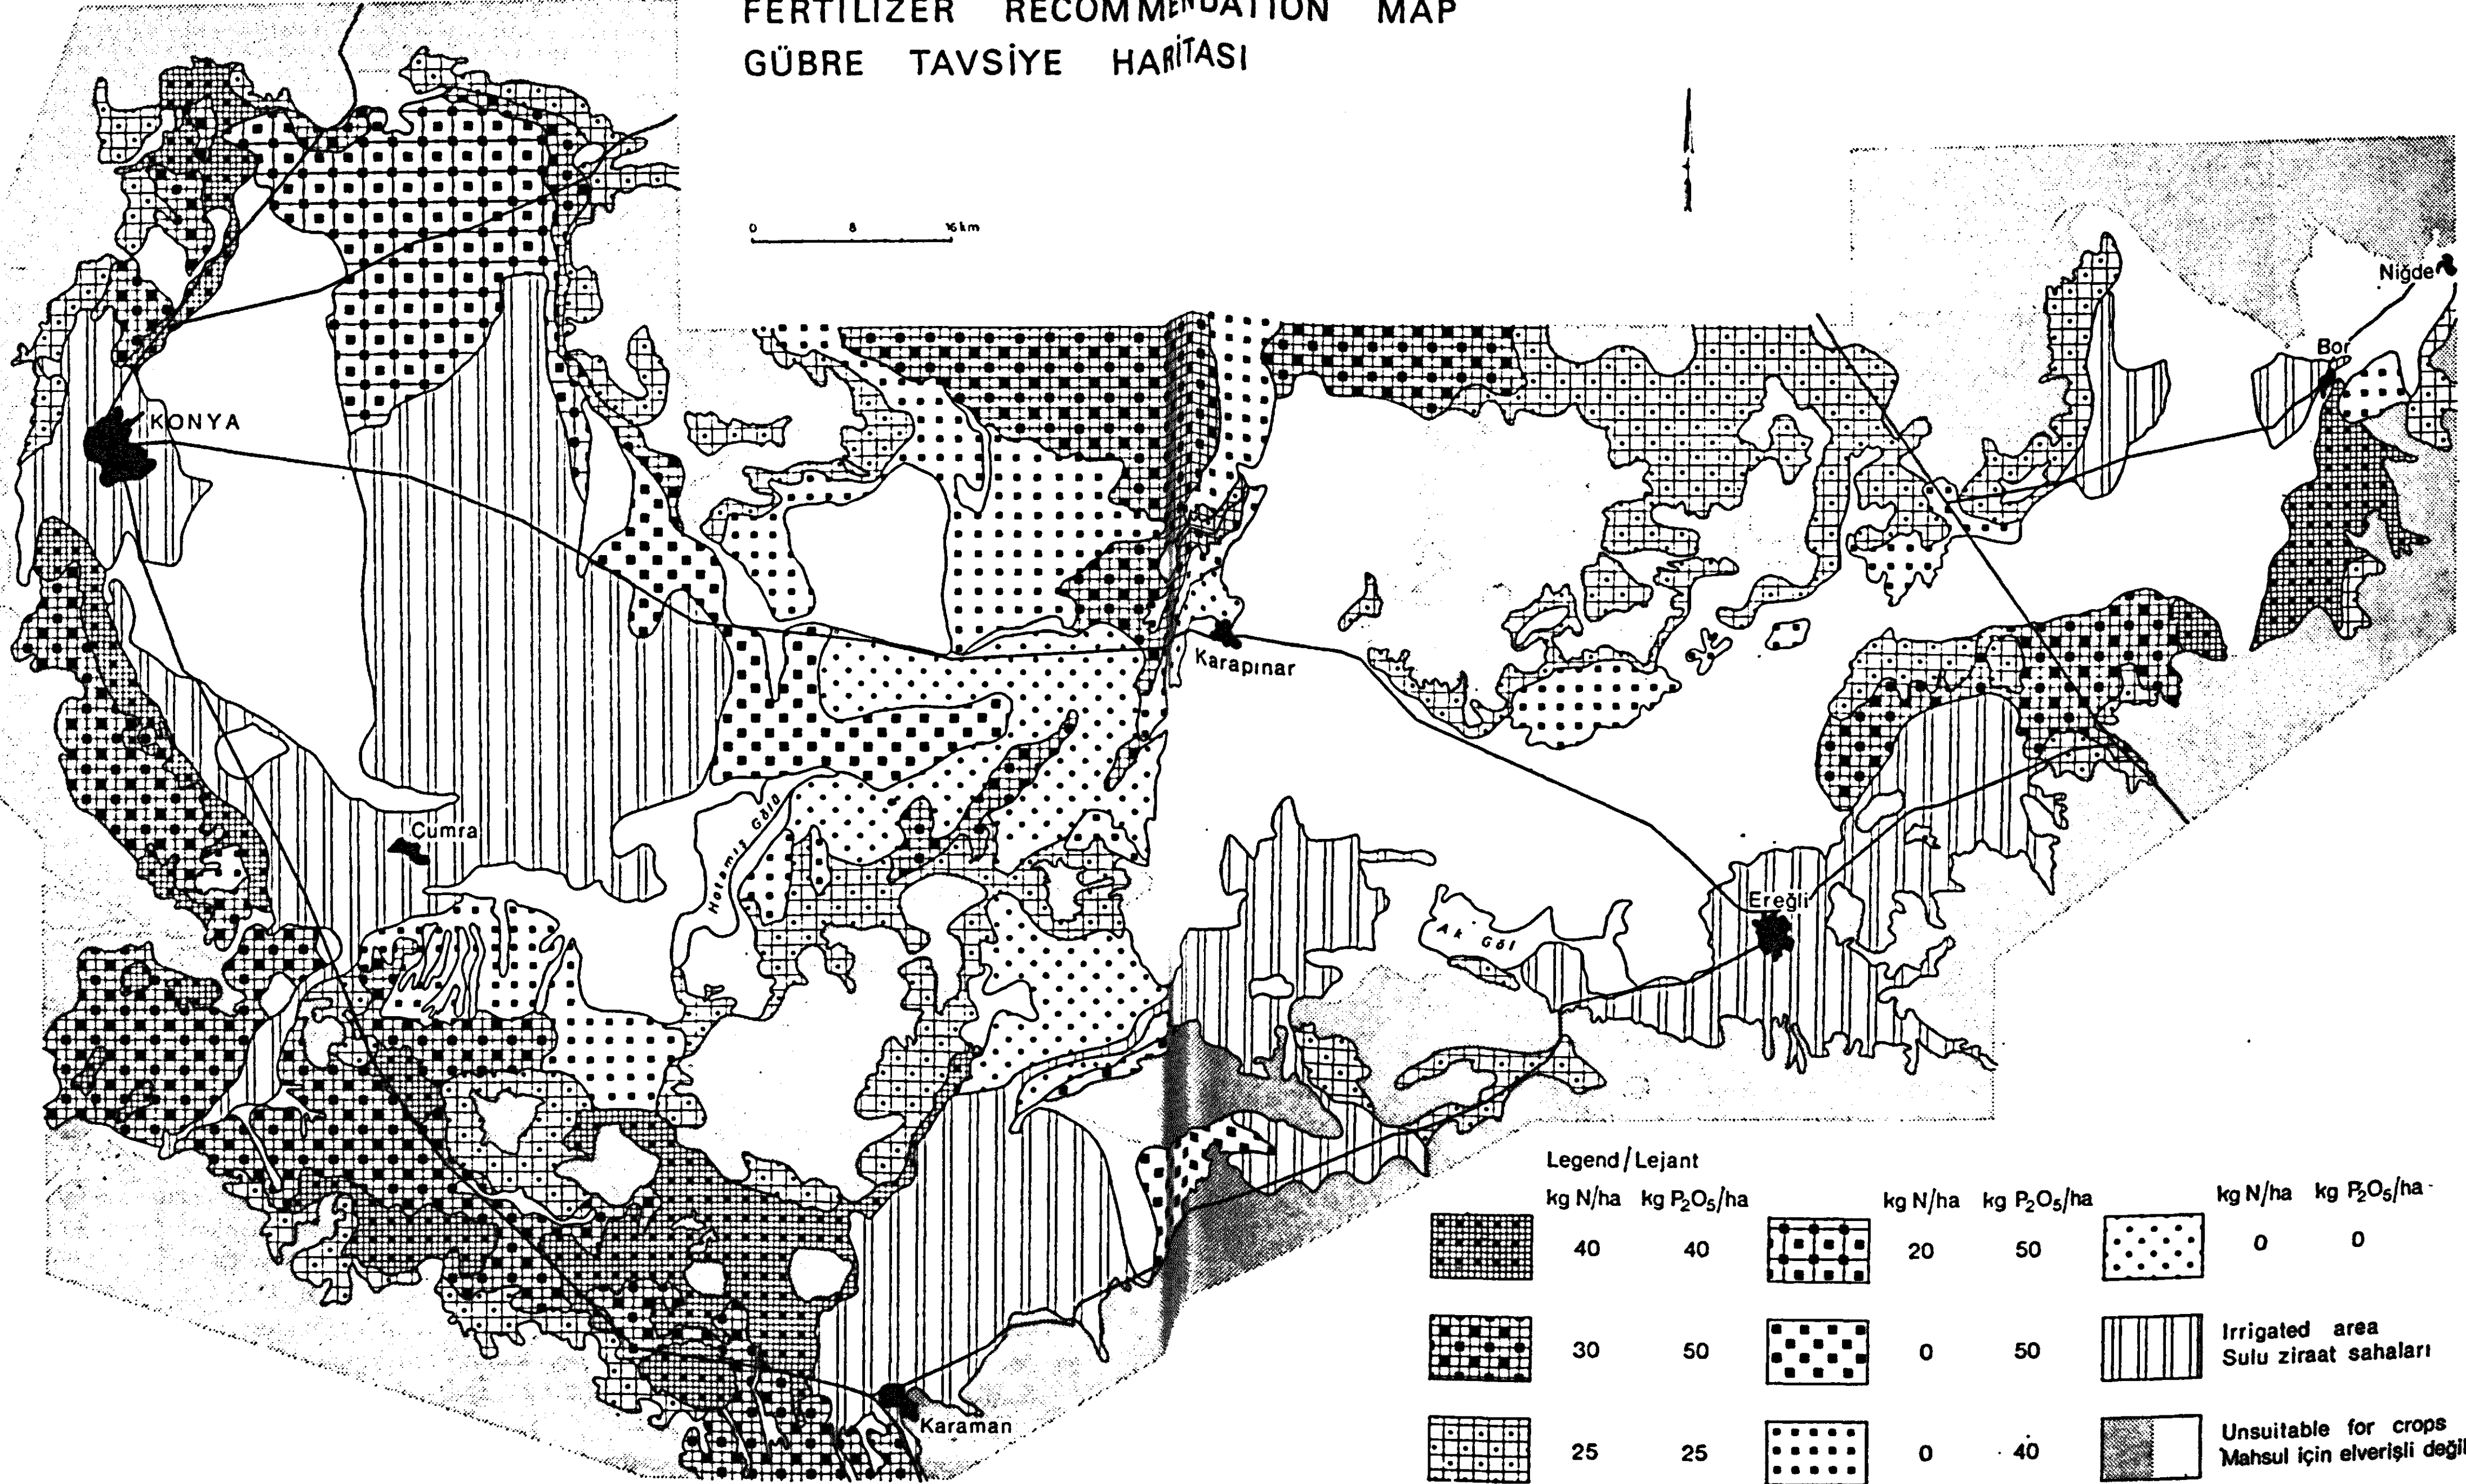 FERTILIZER RECOMMENDATION MAP
GÜBRE TAVSİYE HARİTASI
0 8 16 km
Niğde
Bor
KONYA
Karapınar
Hotamış Gölü
Cumra
Ereğli
Ak Göl
Karaman
Legend/Lejant
kg N/ha kg P₂O₅/ha kg N/ha kg P₂O₅/ha kg N/ha kg P₂O₅/ha
40 40 20 50 0 0
30 50 0 50 Irrigated area
Sulu ziraat sahaları
25 25 0 40 Unsuitable for crops
Mahsul için elverişli değil